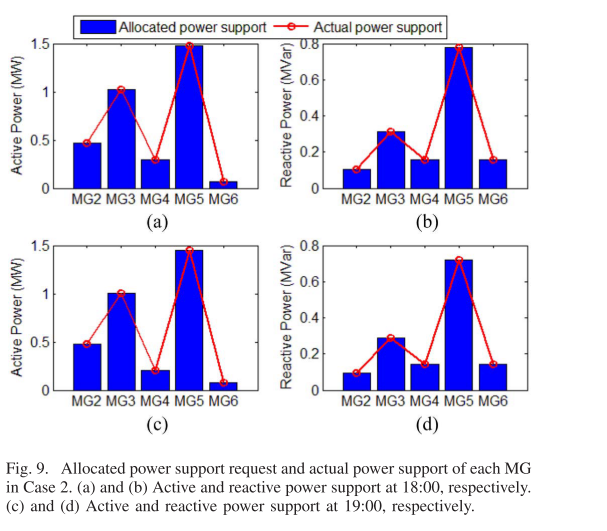 Allocated power support Actual power support
1.5
1
0.5
0
Active Power (MW)
MG2 MG3 MG4 MG5 MG6
(a)
0.8
0.6
0.4
0.2
0
Reactive Power (MVar)
MG2 MG3 MG4 MG5 MG6
(b)
1.5
1
0.5
0
Active Power (MW)
MG2 MG3 MG4 MG5 MG6
(c)
0.8
0.6
0.4
0.2
0
Reactive Power (MVar)
MG2 MG3 MG4 MG5 MG6
(d)
Fig. 9. Allocated power support request and actual power support of each MG
in Case 2. (a) and (b) Active and reactive power support at 18:00, respectively.
(c) and (d) Active and reactive power support at 19:00, respectively.